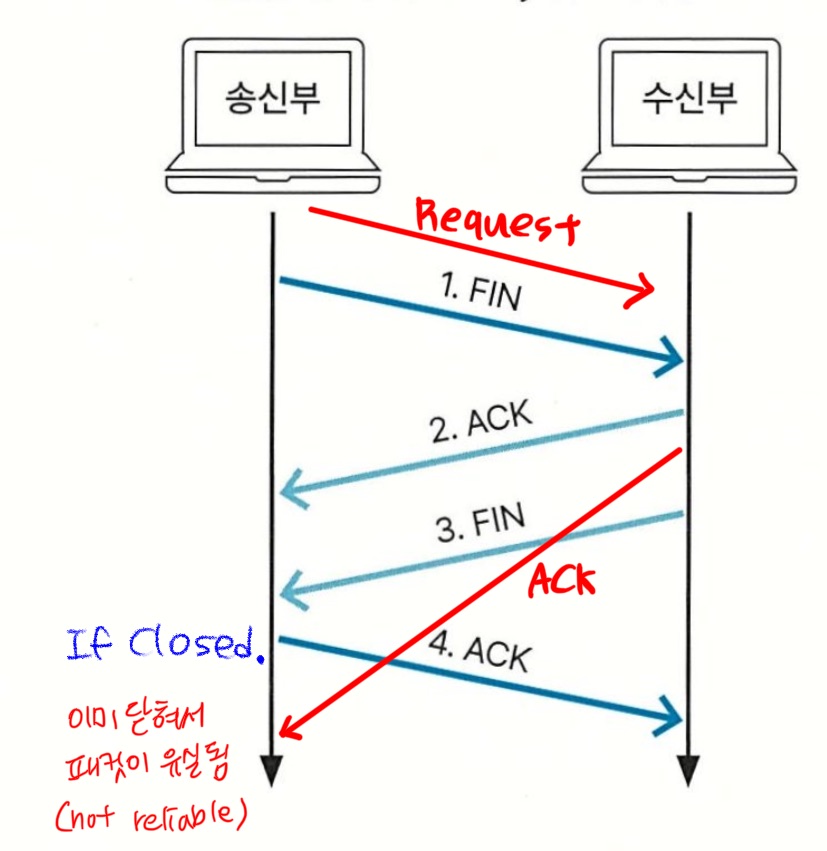 송신부
수신부
Request
1. FIN
2. ACK
3. FIN
ACK
If Closed.
4. ACK
이미 닫혀서
패킷이 유실됨
(not reliable)